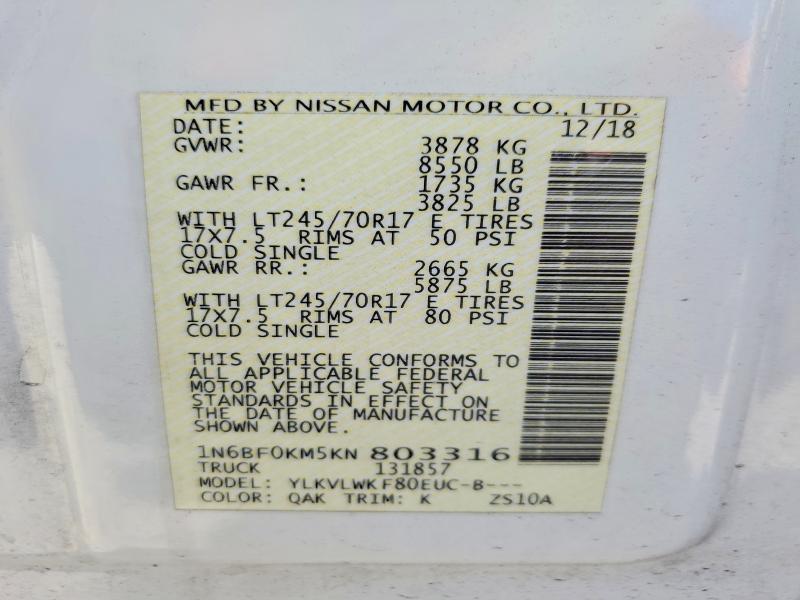 MFD BY NISSAN MOTOR CO., LTD.
DATE: 12/18
GVWR: 3878 KG
8550 LB
GAWR FR.: 1735 KG
3825 LB
WITH LT245/70R17 E TIRES
17X7.5 RIMS AT 50 PSI
COLD SINGLE
GAWR RR.: 2665 KG
5875 LB
WITH LT245/70R17 E TIRES
17X7.5 RIMS AT 80 PSI
COLD SINGLE
THIS VEHICLE CONFORMS TO
ALL APPLICABLE FEDERAL
MOTOR VEHICLE SAFETY
STANDARDS IN EFFECT ON
THE DATE OF MANUFACTURE
SHOWN ABOVE.
1N6BF0KM5KN 803316
TRUCK 131857
MODEL: YLKVLWKF80EUC-B---
COLOR: QAK TRIM: K ZS10A